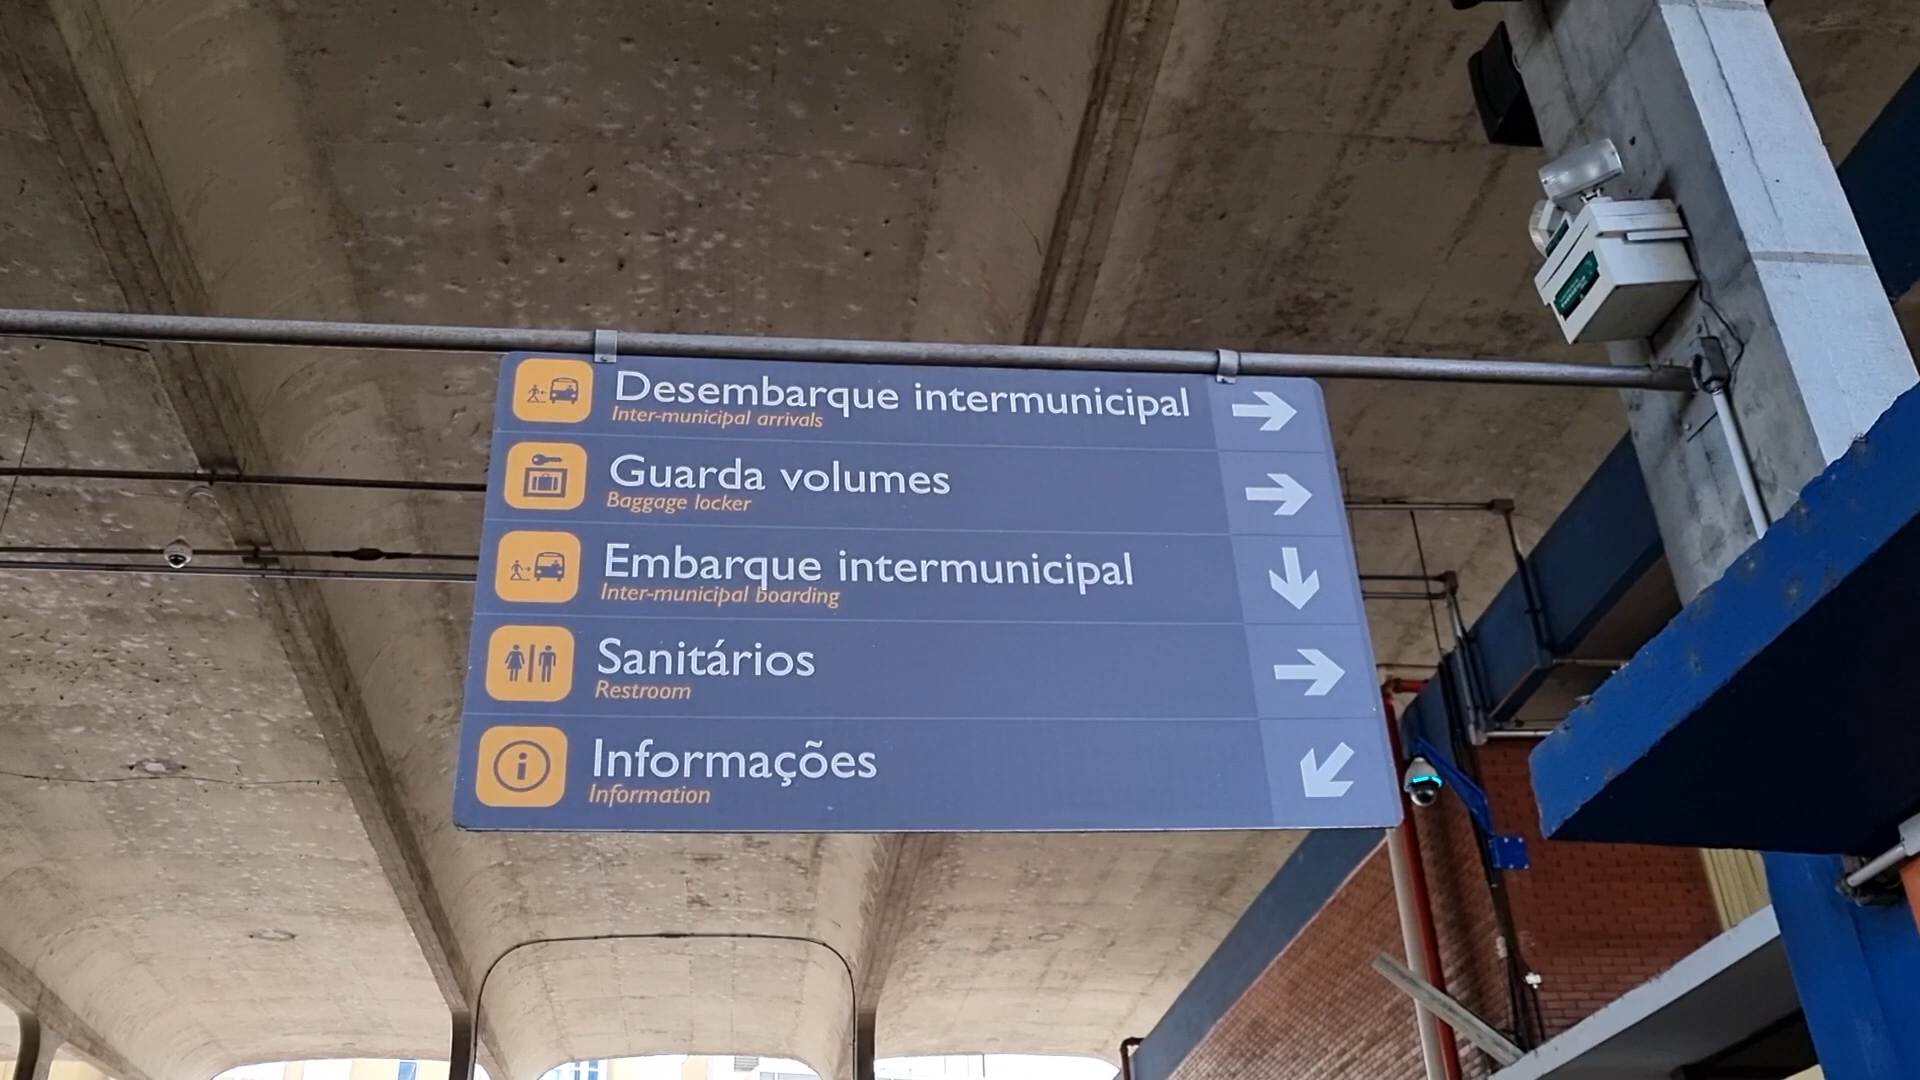 Desembarque intermunicipal
Inter-municipal arrivals
Guarda volumes
Baggage locker
Embarque intermunicipal
Inter-municipal boarding
Sanitários
Restroom
Informações
Information